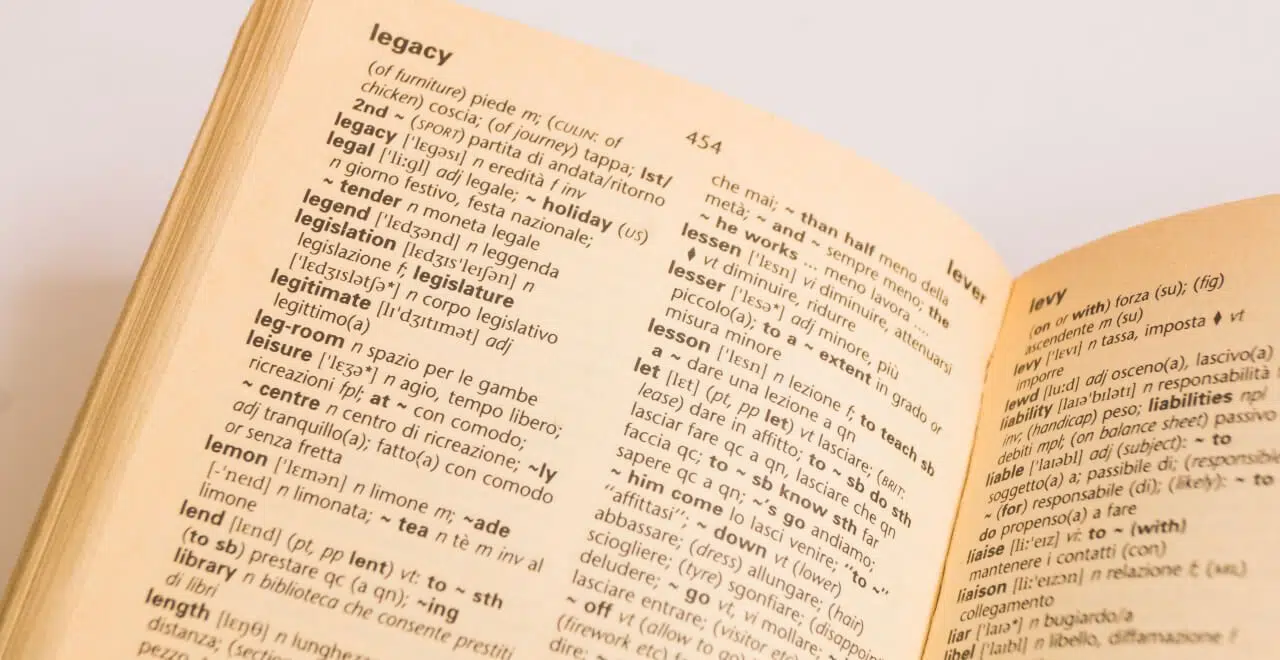 legacy
(of furniture) piede m; (CULIN: of
chicken) coscia; (of journey) tappa; lst/
2nd ~ (SPORT) partita di andata/ritorno
legacy ['lɛgəsɪ] n eredità f inv
legal ['li:gl] adj legale; ~ holiday (US)
n giorno festivo, festa nazionale;
~ tender n moneta legale
legend ['lɛdʒənd] n leggenda
legislation [lɛdʒɪs'leɪʃən] n
legislazione f; legislature
['lɛdʒɪslətʃə*] n corpo legislativo
legitimate [lɪ'dʒɪtɪmət] adj
legittimo(a)
leg-room n spazio per le gambe
leisure ['lɛʒə*] n agio, tempo libero;
ricreazioni fpl; at ~ con comodo;
~ centre n centro di ricreazione; ~ly
adj tranquillo(a); fatto(a) con comodo
or senza fretta
lemon ['lɛmən] n limone m; ~ade
[-'neɪd] n limonata; ~ tea n tè m inv al
limone
lend [lɛnd] (pt, pp lent) vt: to ~ sth
(to sb) prestare qc (a qn); ~ing
library n biblioteca che consente prestiti
di libri
length [lɛŋθ] n lunghezza
distanza; (section
pezzo
454
lever
che mai; ~ than half meno della
metà; ~ and ~ sempre meno; the
~ he works ... meno lavora ....
lessen ['lɛsn] vi diminuire, attenuarsi
♦ vt diminuire, ridurre
lesser ['lɛsə*] adj minore, più
piccolo(a); to a ~ extent in grado or
misura minore
lesson ['lɛsn] n lezione f; to teach sb
a ~ dare una lezione a qn
let [lɛt] (pt, pp let) vt lasciare; (BRIT:
lease) dare in affitto; to ~ sb do sth
lasciar fare qc a qn, lasciare che qn
faccia qc; to ~ sb know sth far
sapere qc a qn; ~'s go andiamo;
~ him come lo lasci venire; "to ~"
"affittasi"; ~ down vt (lower)
abbassare; (dress) allungare; (hair)
sciogliere; (tyre) sgonfiare; (disappoint
deludere; ~ go vt, vi mollare; ~
lasciare entrare; (visitor etc)
~ off vt (allow to go)
(firework etc) f
dire; ~
levy
(on or with) forza (su); (fig)
ascendente m (su)
levy ['lɛvɪ] n tassa, imposta ♦ vt
imporre
lewd [lu:d] adj osceno(a), lascivo(a)
liability [laɪə'bɪlətɪ] n responsabilità
inv; (handicap) peso; liabilities npl
debiti mpl; (on balance sheet) passivo
liable ['laɪəbl] adj (subject): ~ to
soggetto(a) a; passibile di; (responsible
~ (for) responsabile (di); (likely): ~ to
do propenso(a) a fare
liaise [li:'eɪz] vi: to ~ (with)
mantenere i contatti (con)
liaison [li:'eɪzɔn] n relazione f; (MIL)
collegamento
liar ['laɪə*] n bugiardo/a
libel ['laɪbl] n libello, diffamazione f